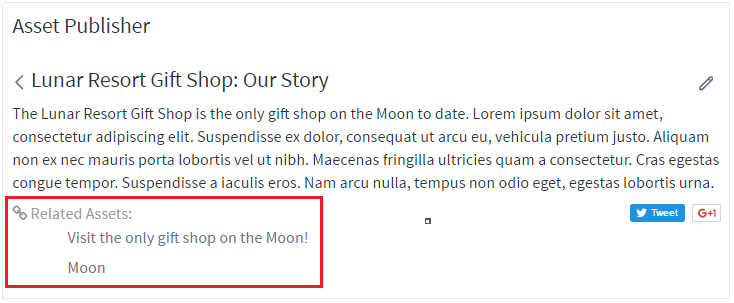 Asset Publisher
Lunar Resort Gift Shop: Our Story
The Lunar Resort Gift Shop is the only gift shop on the Moon to date. Lorem ipsum dolor sit amet,
consectetur adipiscing elit. Suspendisse ex dolor, consequat ut arcu eu, vehicula pretium justo. Aliquam
non ex nec mauris porta lobortis vel ut nibh. Maecenas fringilla ultricies quam a consectetur. Cras egestas
congue tempor. Suspendisse a iaculis eros. Nam arcu nulla, tempus non odio eget, egestas lobortis urna.
Related Assets:
Tweet
G+1
Visit the only gift shop on the Moon!
Moon